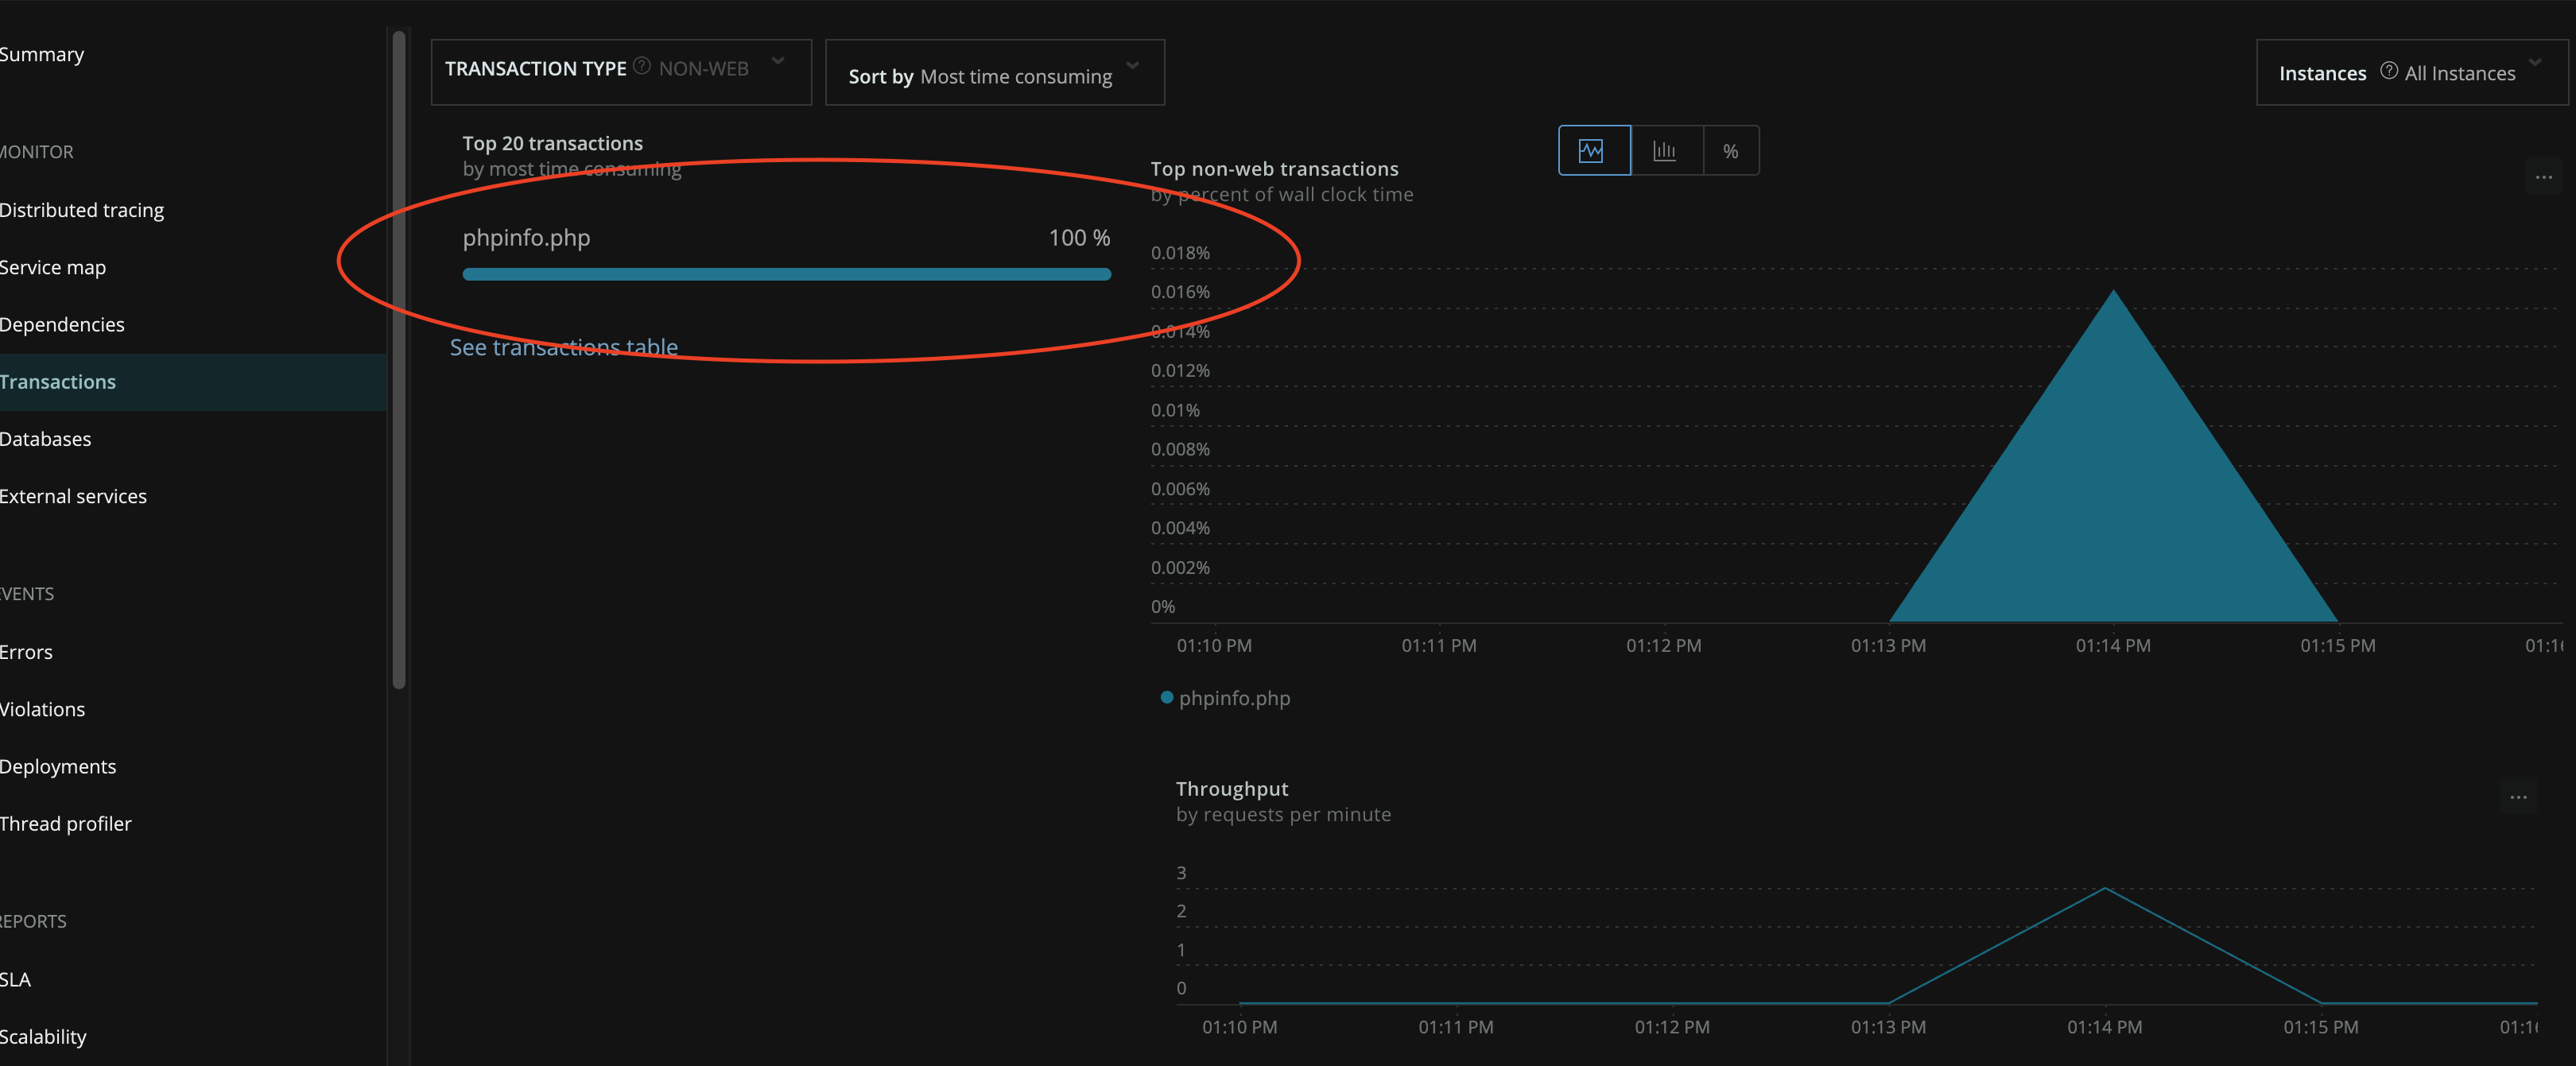 Summary
MONITOR
Distributed tracing
Service map
Dependencies
Transactions
Databases
External services
EVENTS
Errors
Violations
Deployments
Thread profiler
REPORTS
SLA
Scalability
TRANSACTION TYPE ? NON-WEB
Sort by Most time consuming
Instances ? All Instances
Top 20 transactions
by most time consuming
phpinfo.php 100 %
See transactions table
%
Top non-web transactions
by percent of wall clock time
...
0.018%
0.016%
0.014%
0.012%
0.01%
0.008%
0.006%
0.004%
0.002%
0%
01:10 PM 01:11 PM 01:12 PM 01:13 PM 01:14 PM 01:15 PM 01:1
phpinfo.php
Throughput
by requests per minute
...
3
2
1
0
01:10 PM 01:11 PM 01:12 PM 01:13 PM 01:14 PM 01:15 PM 01:1